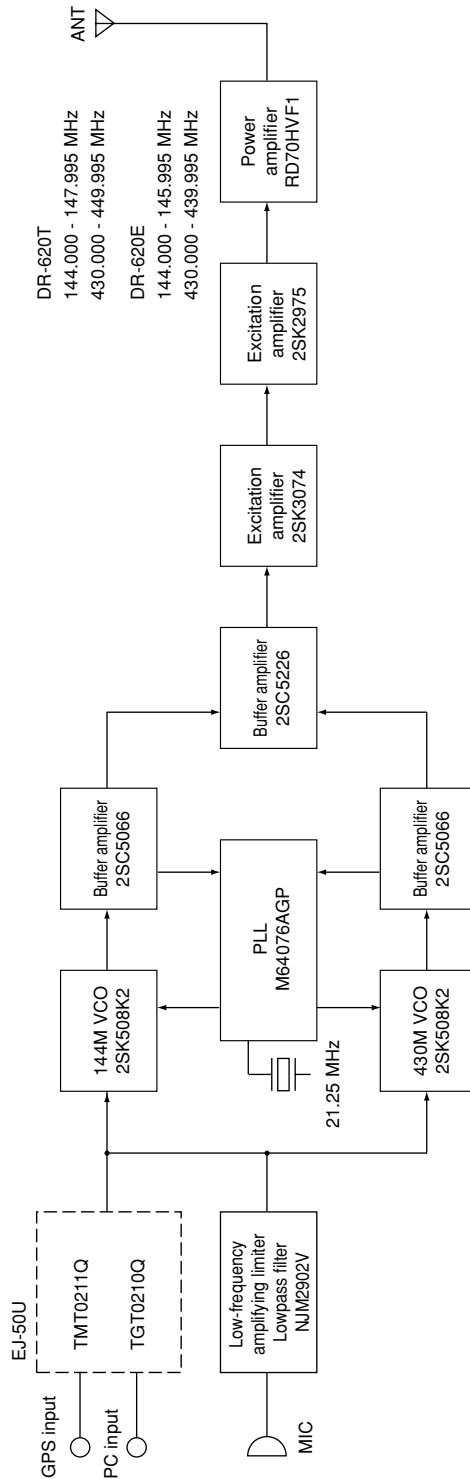 EJ-50U
GPS input
PC input
TMT0211Q
TGT0210Q
MIC
Low-frequency
amplifying limiter
Lowpass filter
NJM2902V
144M VCO
2SK508K2
Buffer amplifier
2SC5066
PLL
M64076AGP
21.25 MHz
430M VCO
2SK508K2
Buffer amplifier
2SC5066
Buffer amplifier
2SC5226
Excitation
amplifier
2SK3074
Excitation
amplifier
2SK2975
Power
amplifier
RD70HVF1
ANT
DR-620T
144.000 - 147.995 MHz
430.000 - 449.995 MHz
DR-620E
144.000 - 145.995 MHz
430.000 - 439.995 MHz